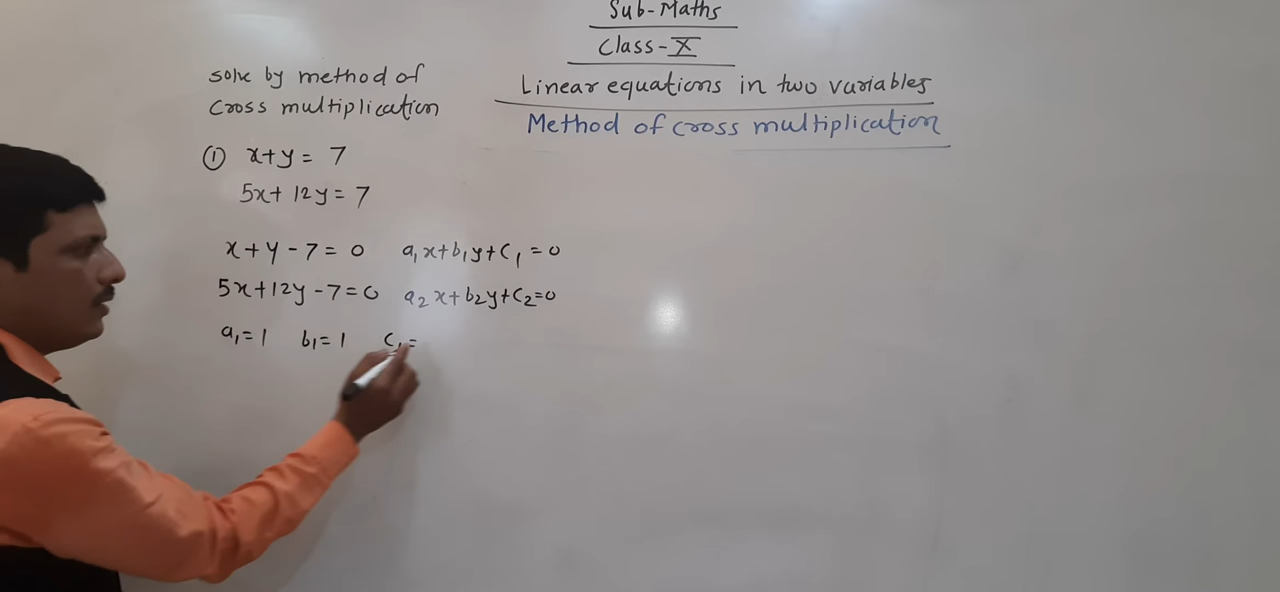 Sub-Maths
Class-X
Linear equations in two variables
Method of cross multiplication
solve by method of
Cross multiplication
① x+y = 7
5x+12y=7
x+y-7=0 a₁x+b₁y+c₁=0
5x+12y-7=0 a₂x+b₂y+c₂=0
a₁=1 b₁=1 c₁=